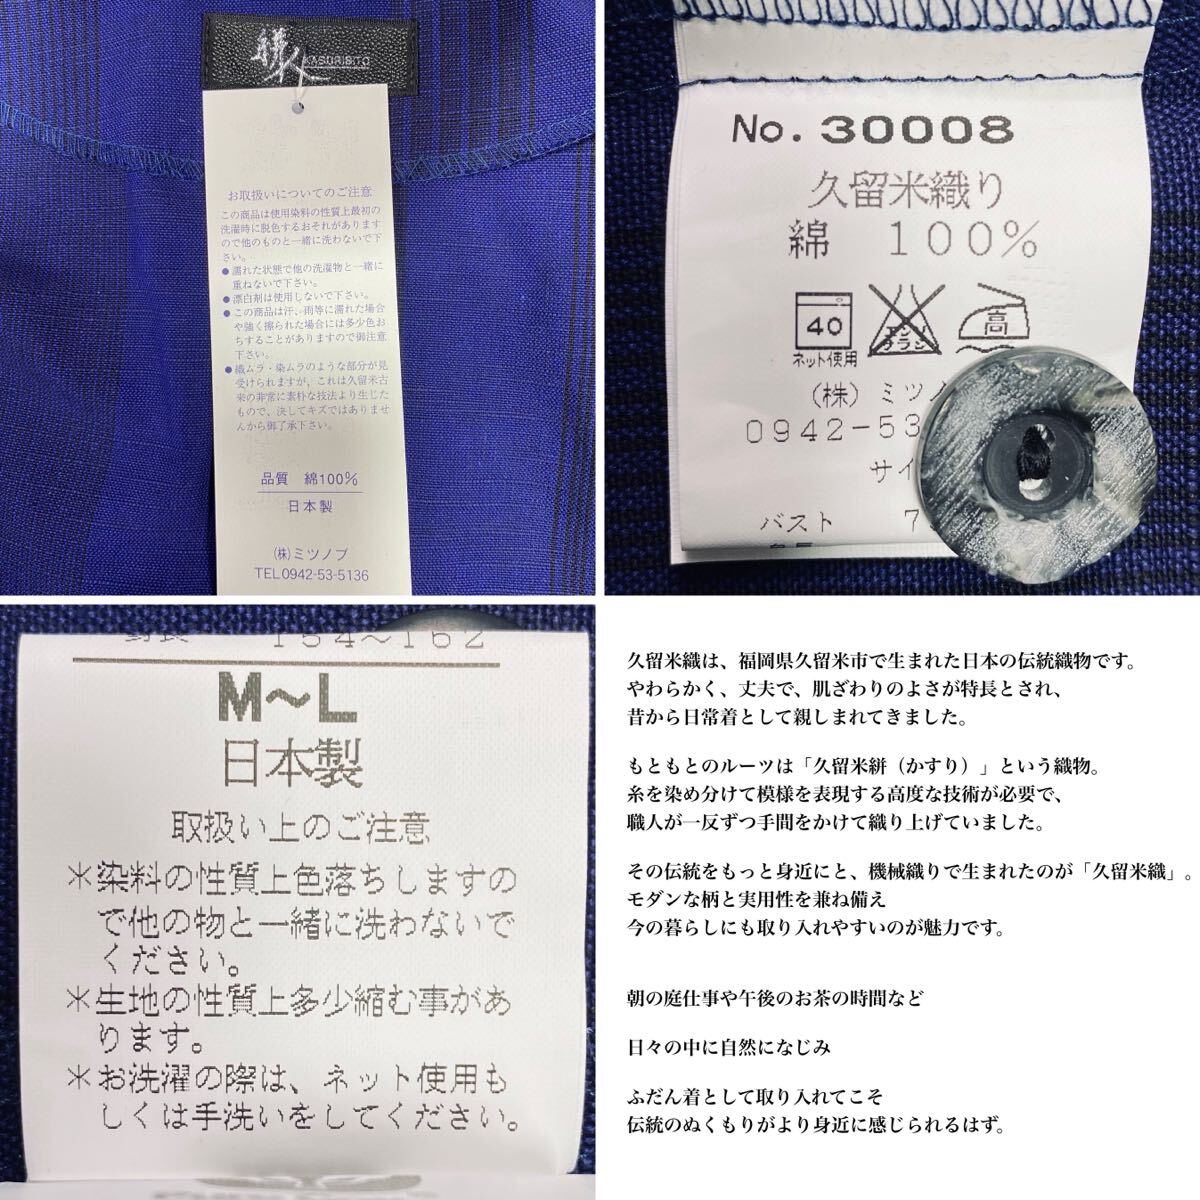 KASURIBITO
お取扱いについてのご注意
この商品は使用染料の性質上最初の
洗濯時に脱色するおそれがあります
ので他のものと一緒に洗わないで下
さい。
●濡れた状態で他の洗濯物と一緒に
重ねないで下さい。
●漂白剤は使用しないで下さい。
●この商品は汗、雨等に濡れた場合
や強く擦られた場合には多少色お
ちすることがありますので御注意
下さい。
●織ムラ・染ムラのような部分が見
受けられますが、これは久留米古
来の非常に素朴な技法より生じた
もので、決してキズではありませ
んから御了承下さい。
品質 綿100%
日本製
(株)ミツノブ
TEL0942-53-5136
No. 30008
久留米織り
綿 100%
40
ネット使用
高
(株)ミツノ
0942-53
サイ
バスト 7
154～162
M～L
日本製
取扱い上のご注意
＊染料の性質上色落ちしますの
で他の物と一緒に洗わないで
ください。
＊生地の性質上多少縮む事があ
ります。
＊お洗濯の際は、ネット使用も
しくは手洗いをしてください。
久留米織は、福岡県久留米市で生まれた日本の伝統織物です。
やわらかく、丈夫で、肌ざわりのよさが特長とされ、
昔から日常着として親しまれてきました。
もともとのルーツは「久留米絣（かすり）」という織物。
糸を染め分けて模様を表現する高度な技術が必要で、
職人が一反ずつ手間をかけて織り上げていました。
その伝統をもっと身近にと、機械織りで生まれたのが「久留米織」。
モダンな柄と実用性を兼ね備え
今の暮らしにも取り入れやすいのが魅力です。
朝の庭仕事や午後のお茶の時間など
日々の中に自然になじみ
ふだん着として取り入れてこそ
伝統のぬくもりがより身近に感じられるはず。